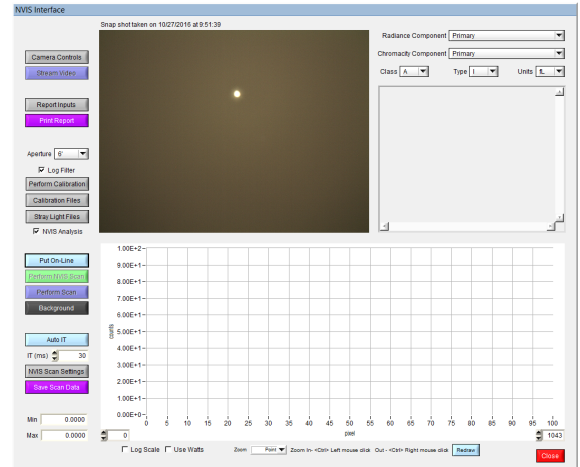 NVIS Interface
Snap shot taken on 10/27/2016 at 9:51:39
Radiance Component Primary
Chromacity Component Primary
Class A Type I Units fL
Camera Controls
Stream Video
Report Inputs
Print Report
Aperture 6'
Log Filter
Perform Calibration
Calibration Files
Stray Light Files
NVIS Analysis
Put On-Line
Perform NVIS Scan
Perform Scan
Background
Auto IT
IT (ms) 30
NVIS Scan Settings
Save Scan Data
Min 0.0000
Max 0.0000
counts
1.00E+2
9.00E+1
8.00E+1
7.00E+1
6.00E+1
5.00E+1
4.00E+1
3.00E+1
2.00E+1
1.00E+1
0.00E+0
0 5 10 15 20 25 30 35 40 45 50 55 60 65 70 75 80 85 90 95 100
pixel
0 1043
Log Scale Use Watts Zoom Point Zoom In- <Ctrl> Left mouse click Out - <Ctrl> Right mouse click Redraw
Close